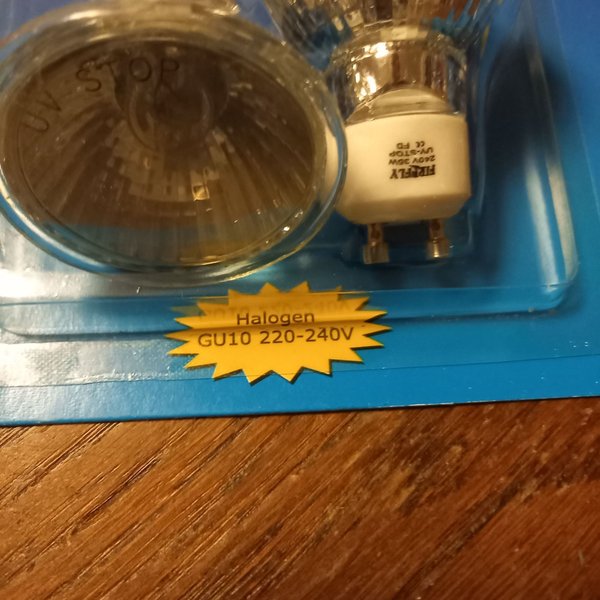 UV STOP
FIREFLY
240V 35W
UV-STOP
CE FD
Halogen
GU10 220-240V